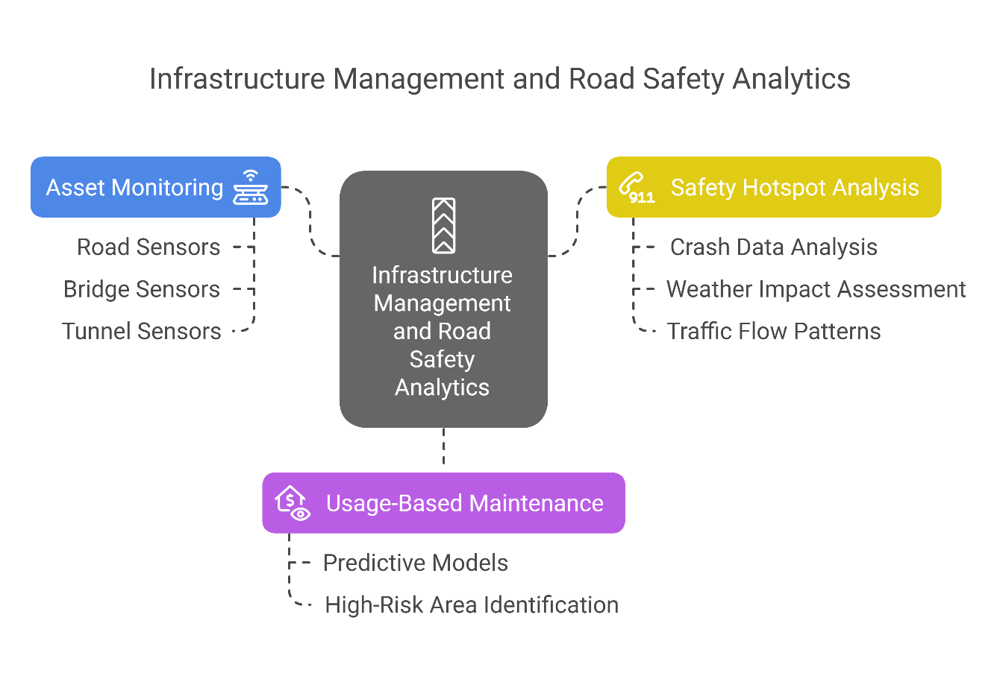 Infrastructure Management and Road Safety Analytics
Asset Monitoring
Road Sensors
Bridge Sensors
Tunnel Sensors
Infrastructure
Management
and Road
Safety
Analytics
911
Safety Hotspot Analysis
Crash Data Analysis
Weather Impact Assessment
Traffic Flow Patterns
$
Usage-Based Maintenance
Predictive Models
High-Risk Area Identification